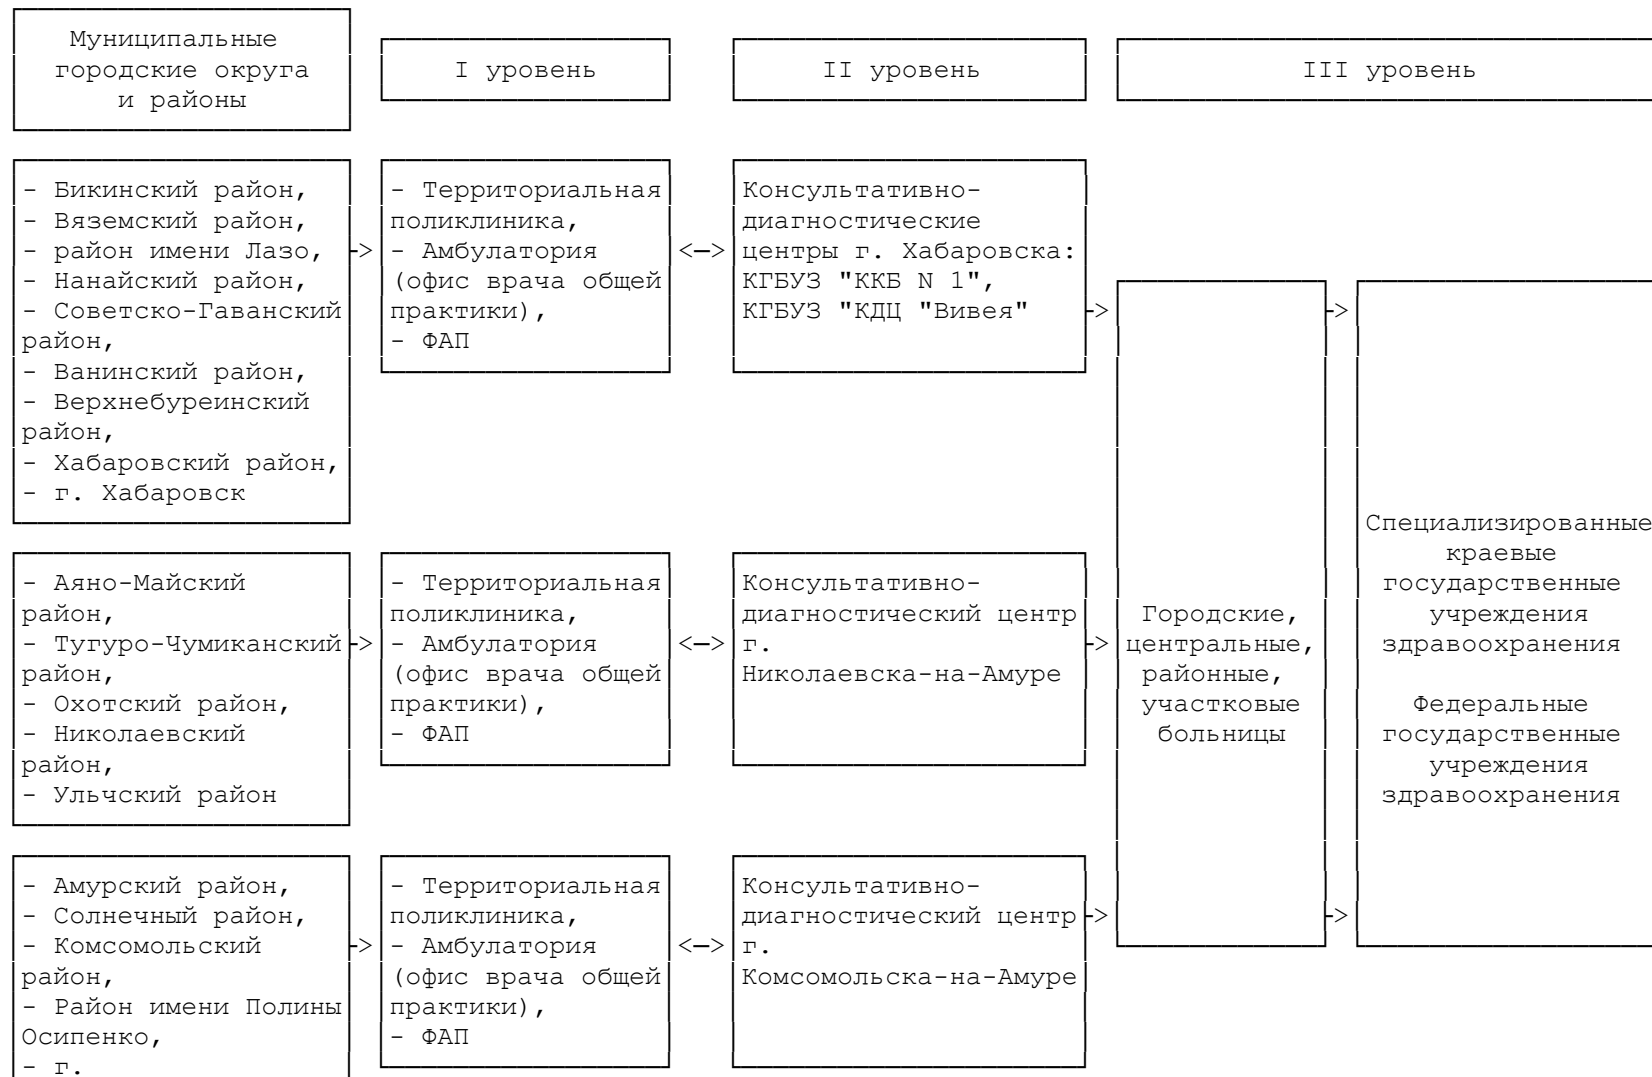 Муниципальные
городские округа
и районы
I уровень
II уровень
III уровень
- Бикинский район,
- Вяземский район,
- район имени Лазо,
- Нанайский район,
- Советско-Гаванский
район,
- Ванинский район,
- Верхнебуреинский
район,
- Хабаровский район,
- г. Хабаровск
->
- Территориальная
поликлиника,
- Амбулатория
(офис врача общей
практики),
- ФАП
<->
Консультативно-
диагностические
центры г. Хабаровска:
КГБУЗ "ККБ N 1",
КГБУЗ "КДЦ "Вивея"
->
- Аяно-Майский
район,
- Тугуро-Чумиканский
район,
- Охотский район,
- Николаевский
район,
- Ульчский район
->
- Территориальная
поликлиника,
- Амбулатория
(офис врача общей
практики),
- ФАП
<->
Консультативно-
диагностический центр
г.
Николаевска-на-Амуре
->
- Амурский район,
- Солнечный район,
- Комсомольский
район,
- Район имени Полины
Осипенко,
- г.
->
- Территориальная
поликлиника,
- Амбулатория
(офис врача общей
практики),
- ФАП
<->
Консультативно-
диагностический центр
г.
Комсомольска-на-Амуре
->
Городские,
центральные,
районные,
участковые
больницы
->
->
Специализированные
краевые
государственные
учреждения
здравоохранения
Федеральные
государственные
учреждения
здравоохранения